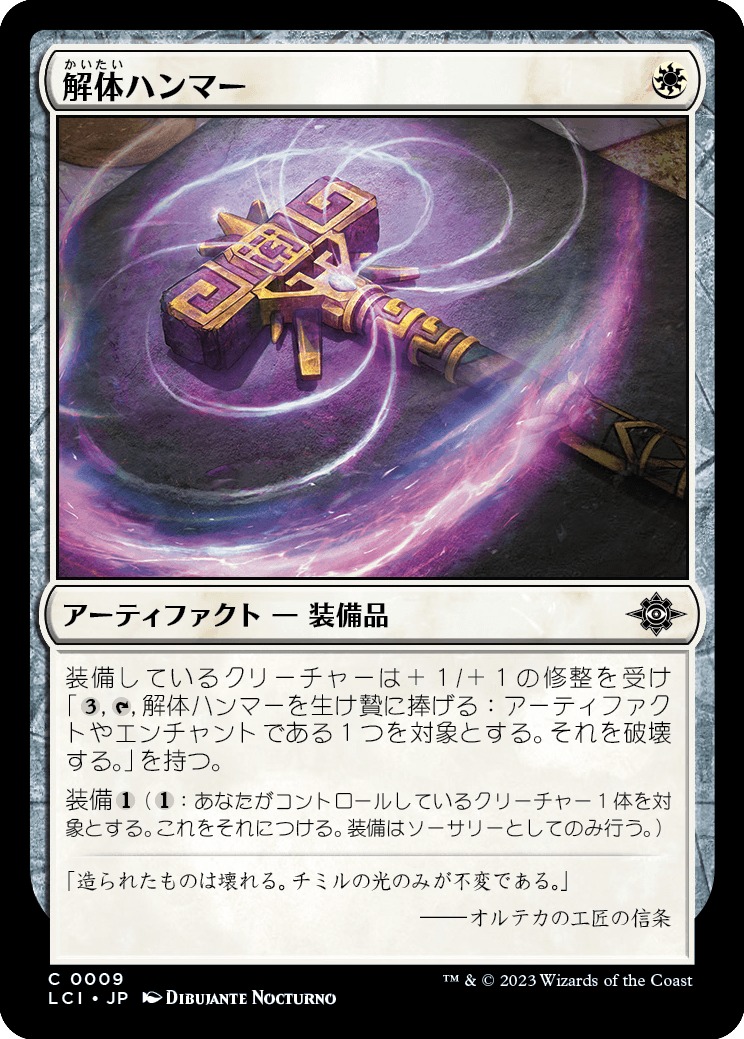 かいたい
解体ハンマー
アーティファクト — 装備品
装備しているクリーチャーは+1/+1の修整を受け
「3, T, 解体ハンマーを生け贄に捧げる：アーティファク
トやエンチャントである1つを対象とする。それを破壊
する。」を持つ。
装備1（1：あなたがコントロールしているクリーチャー1体を対
象とする。これをそれにつける。装備はソーサリーとしてのみ行う。）
「造られたものは壊れる。チミルの光のみが不変である。」
——オルテカの工匠の信条
C 0009
LCI • JP DIBUJANTE NOCTURNO
™ & © 2023 Wizards of the Coast